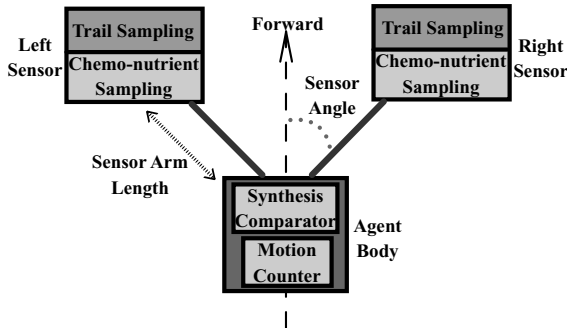 Trail Sampling
Chemo-nutrient
Sampling
Left
Sensor
Forward
Trail Sampling
Chemo-nutrient
Sampling
Right
Sensor
Sensor
Angle
Sensor Arm
Length
Synthesis
Comparator
Motion
Counter
Agent
Body